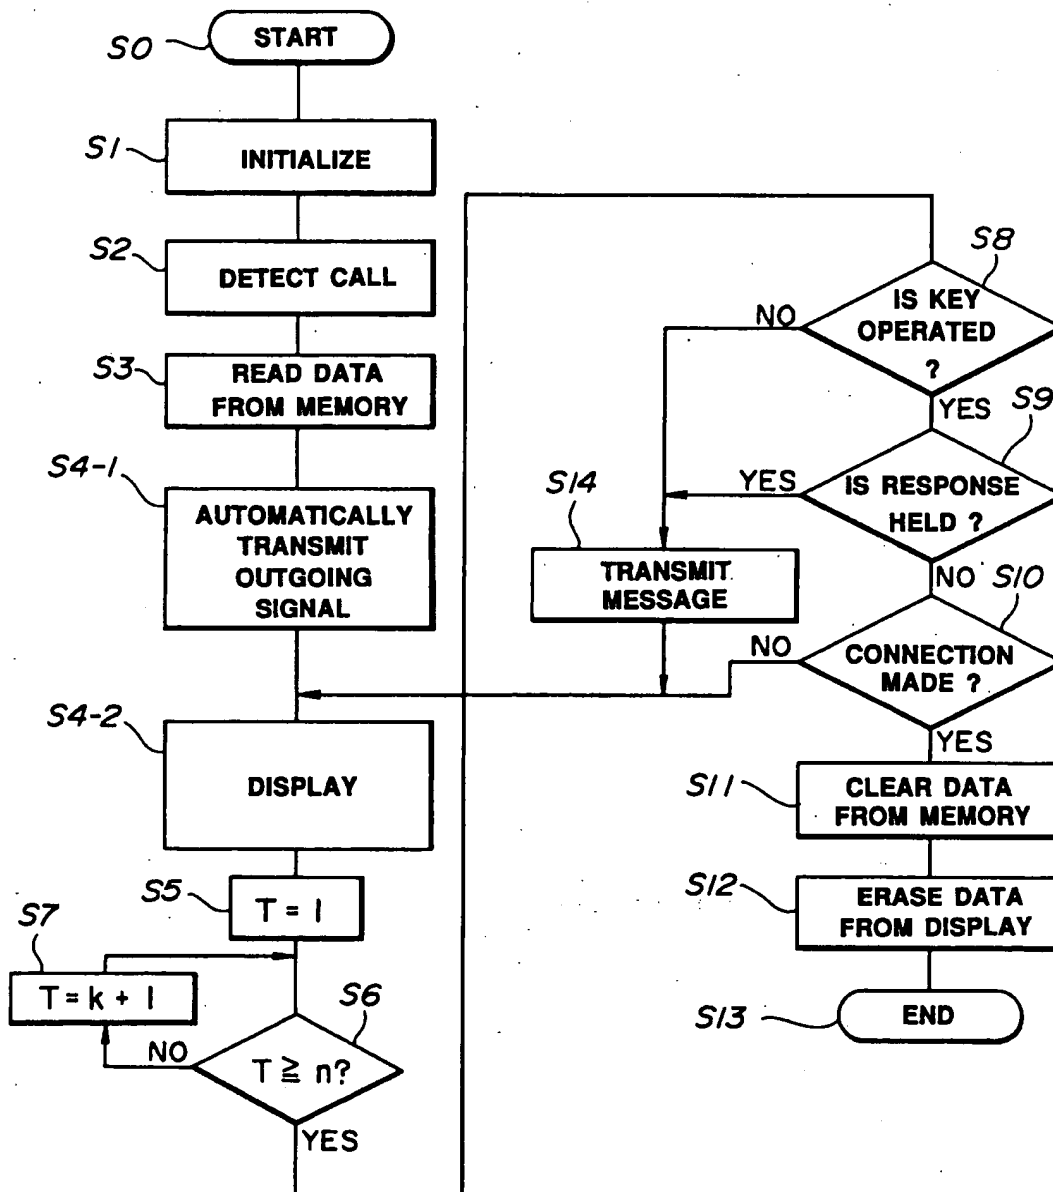 S0
START
S1
INITIALIZE
S2
DETECT CALL
S3
READ DATA
FROM MEMORY
S4-1
AUTOMATICALLY
TRANSMIT
OUTGOING
SIGNAL
S4-2
DISPLAY
S5
T = 1
S7
T = k + 1
S6
T ≧ n?
NO
YES
S8
IS KEY
OPERATED
?
NO
YES
S9
IS RESPONSE
HELD ?
YES
NO
S14
TRANSMIT
MESSAGE
S10
CONNECTION
MADE ?
NO
YES
S11
CLEAR DATA
FROM MEMORY
S12
ERASE DATA
FROM DISPLAY
S13
END